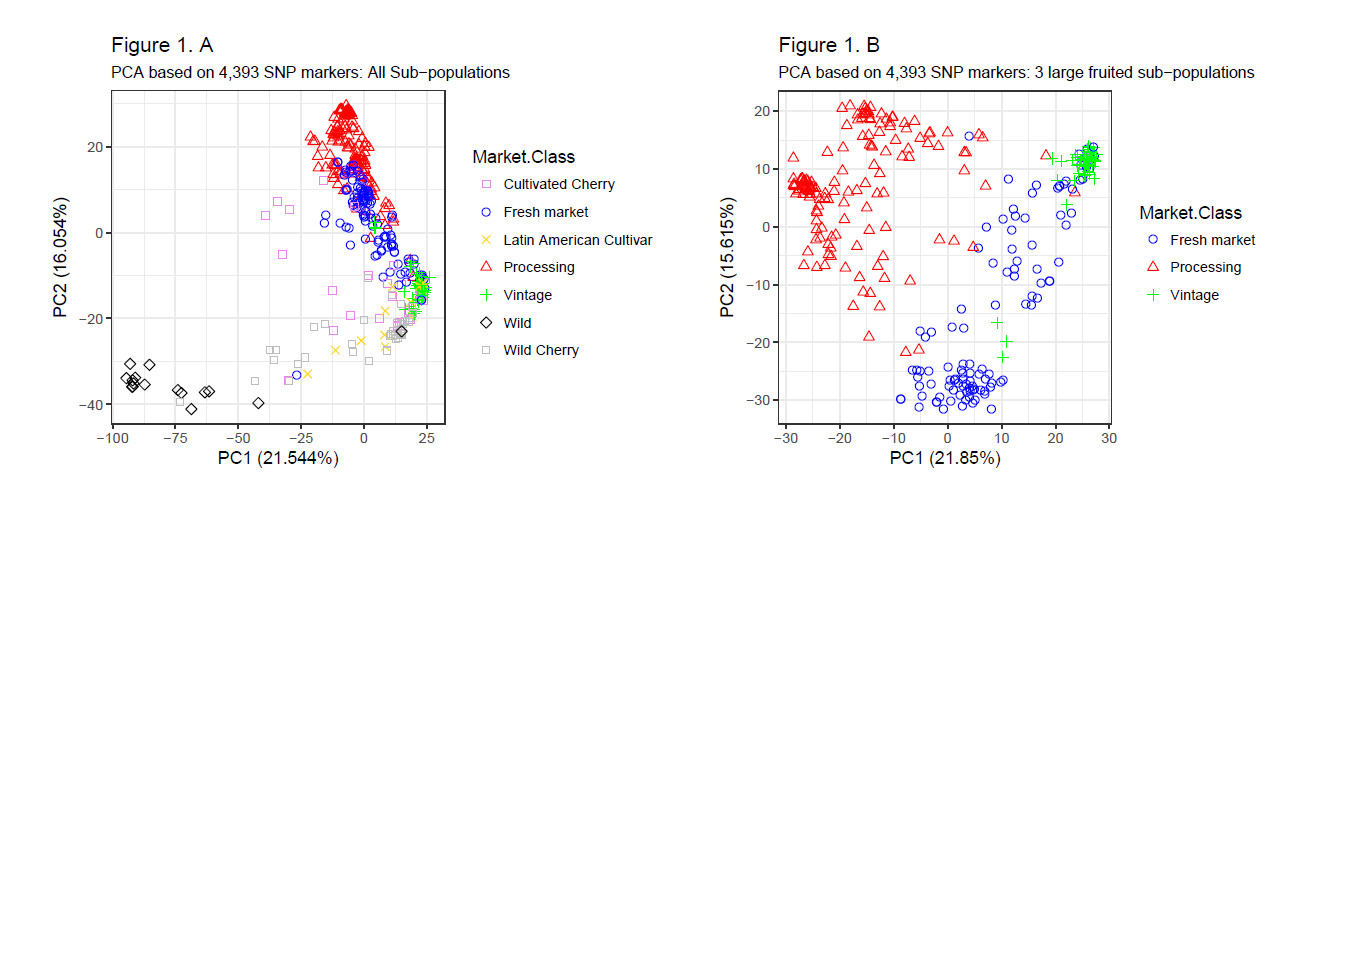 Figure 1. A
PCA based on 4,393 SNP markers: All Sub−populations
PC2 (16.054%)
20
0
−20
−40
−100
−75
−50
−25
0
25
PC1 (21.544%)
Market.Class
Cultivated Cherry
Fresh market
Latin American Cultivar
Processing
Vintage
Wild
Wild Cherry
Figure 1. B
PCA based on 4,393 SNP markers: 3 large fruited sub−populations
PC2 (15.615%)
20
10
0
−10
−20
−30
−30
−20
−10
0
10
20
30
PC1 (21.85%)
Market.Class
Fresh market
Processing
Vintage